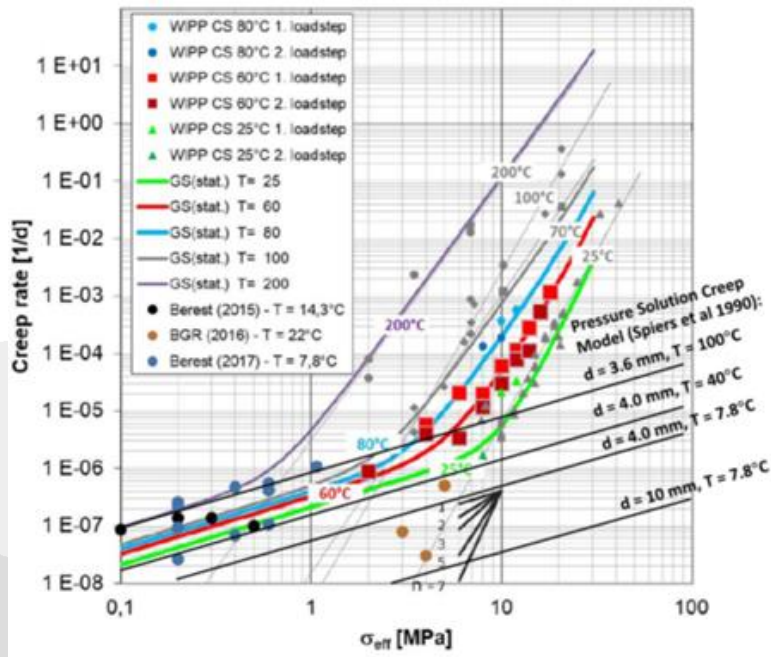 1 E+01
1 E+00
1 E-01
1 E-02
1 E-03
1 E-04
1 E-05
1 E-06
1 E-07
1 E-08
Creep rate [1/d]
WIPP CS 80°C 1. loadstep
WIPP CS 80°C 2. loadstep
WIPP CS 60°C 1. loadstep
WIPP CS 60°C 2. loadstep
WIPP CS 25°C 1. loadstep
WIPP CS 25°C 2. loadstep
GS(stat.) T= 25
GS(stat.) T= 60
GS(stat.) T= 80
GS(stat.) T= 100
GS(stat.) T= 200
Berest (2015) - T = 14,3°C
BGR (2016) - T = 22°C
Berest (2017) - T = 7,8°C
200°C
100°C
70°C
25°C
200°C
Pressure Solution Creep
Model (Spiers et al 1990):
d = 3.6 mm, T = 100°C
d = 4.0 mm, T = 40°C
d = 4.0 mm, T = 7.8°C
d = 10 mm, T = 7.8°C
80°C
60°C
25°C
1
2
3
5
n = 7
0,1
1
10
100
σeff [MPa]